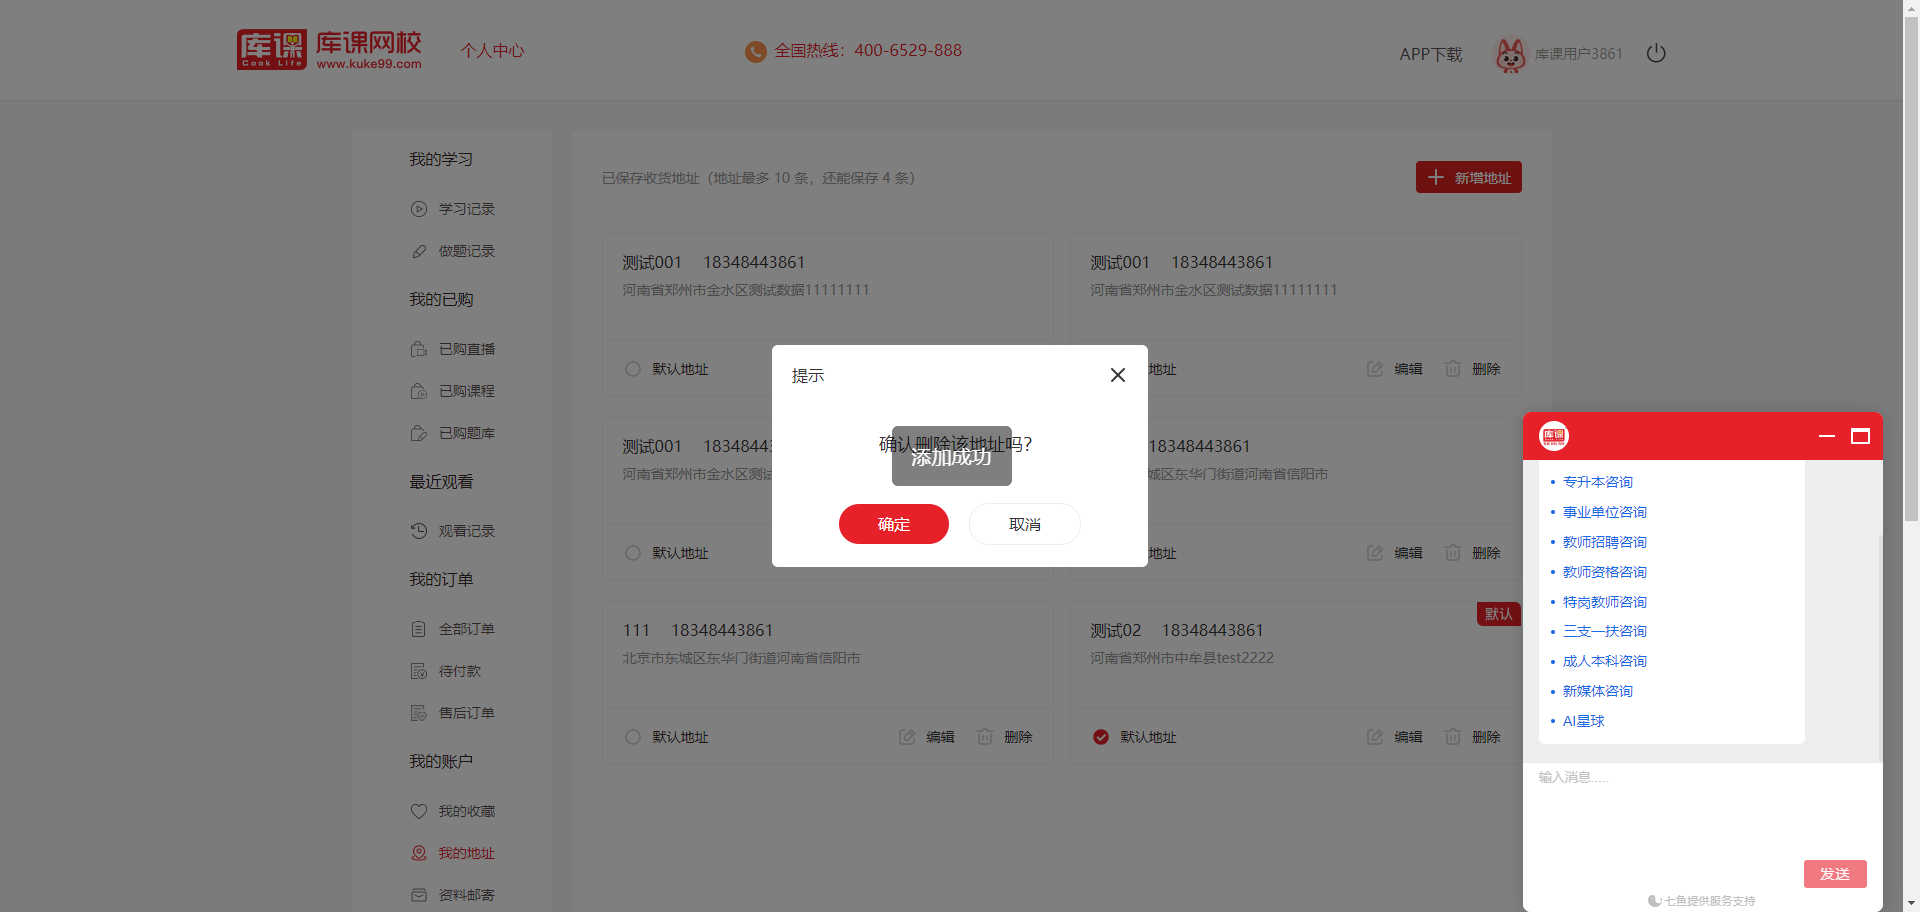 库课
Cook Life
库课网校
www.kuke99.com
个人中心
全国热线：400-6529-888
APP下载
库课用户3861
我的学习
学习记录
做题记录
我的已购
已购直播
已购课程
已购题库
最近观看
观看记录
我的订单
全部订单
待付款
售后订单
我的账户
我的收藏
我的地址
资料邮寄
已保存收货地址（地址最多 10 条，还能保存 4 条）
新增地址
测试001 18348443861
河南省郑州市金水区测试数据11111111
默认地址
测试001 18348443861
河南省郑州市金水区测试数据11111111
地址 编辑 删除
测试001 18348443
河南省郑州市金水区测
默认地址
18348443861
城区东华门街道河南省信阳市
地址 编辑 删除
111 18348443861
北京市东城区东华门街道河南省信阳市
默认地址 编辑 删除
默认
测试02 18348443861
河南省郑州市中牟县test2222
默认地址 编辑 删除
提示
确认删除该地址吗?
添加成功
确定
取消
库课
专升本咨询
事业单位咨询
教师招聘咨询
教师资格咨询
特岗教师咨询
三支一扶咨询
成人本科咨询
新媒体咨询
AI星球
输入消息.....
发送
七鱼提供服务支持